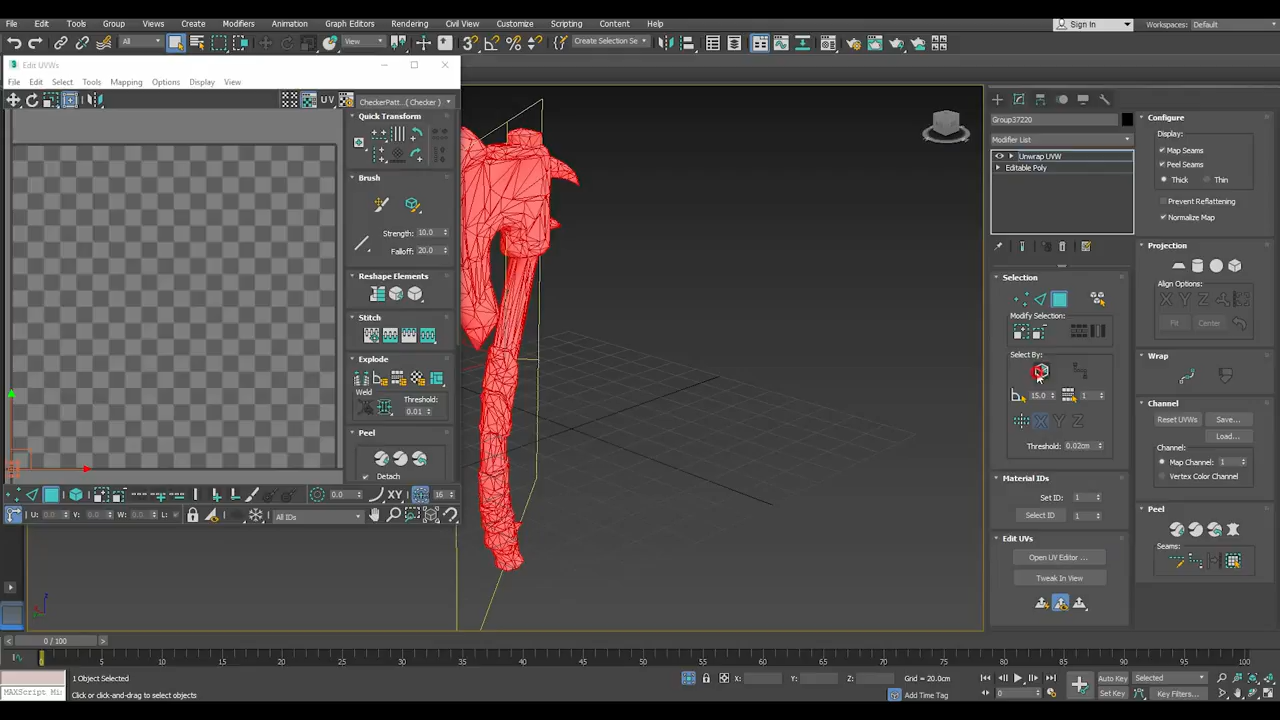 File Edit Tools Group Views Create Modifiers Animation Graph Editors Rendering Civil View Customize Scripting Content Help Sign In Workspaces: Default
All View Create Selection Se
Edit UVWs
File Edit Select Tools Mapping Options Display View
UV CheckerPatt...( Checker )
Quick Transform
Brush
Strength: 10.0
Falloff: 20.0
Reshape Elements
Stitch
Explode
Weld
Threshold:
0.01
Peel
Detach
0.0 XY 16
U: 0.0 V: 0.0 W: 0.0 L: All IDs
Group37220
Modifier List
Unwrap UVW
Editable Poly
Selection
Modify Selection:
Select By:
15.0 1
X Y Z
Threshold: 0.02cm
Material IDs
Set ID: 1
Select ID 1
Edit UVs
Open UV Editor ...
Tweak In View
Configure
Display:
Map Seams
Peel Seams
Thick Thin
Prevent Reflattening
Normalize Map
Projection
Align Options:
X Y Z
Fit Center
Wrap
Channel
Reset UVWs Save...
Load...
Channel:
Map Channel: 1
Vertex Color Channel
Peel
Seams:
z
0 / 100
0 5 10 15 20 25 30 35 40 45 50 55 60 65 70 75 80 85 90 95 100
1 Object Selected X: Y: Z: Grid = 20.0cm Auto Key Selected
MAXScript Mi Click or click-and-drag to select objects Add Time Tag 0 Set Key Key Filters...